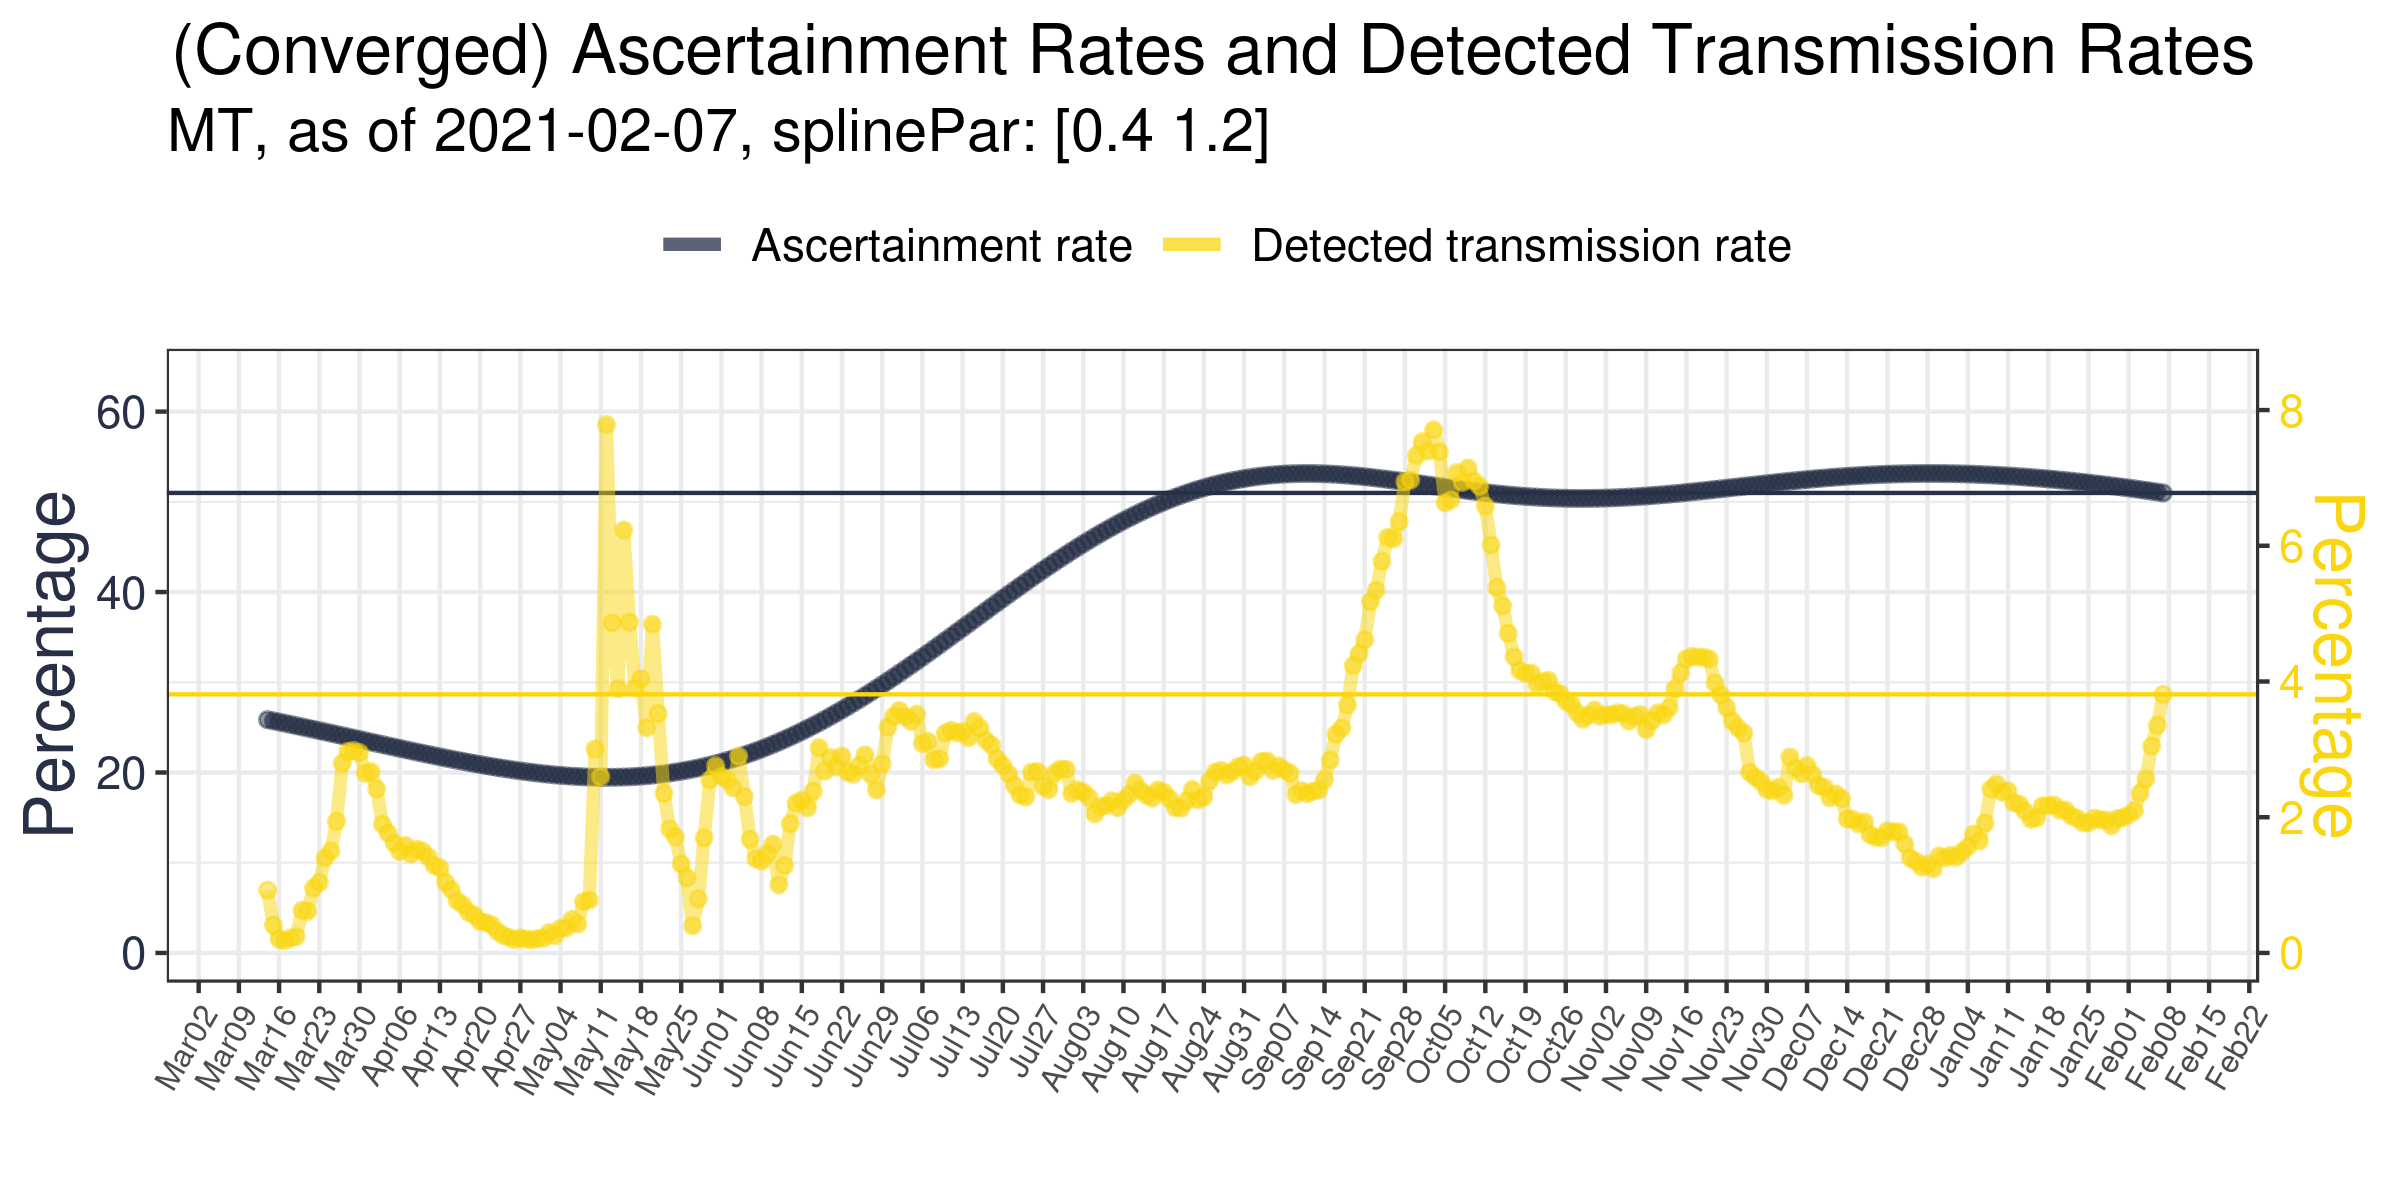 (Converged) Ascertainment Rates and Detected Transmission Rates
MT, as of 2021-02-07, splinePar: [0.4 1.2]
Ascertainment rate
Detected transmission rate
Percentage
60
40
20
0
8
6
4
2
0
Percentage
Mar02
Mar09
Mar16
Mar23
Mar30
Apr06
Apr13
Apr20
Apr27
May04
May11
May18
May25
Jun01
Jun08
Jun15
Jun22
Jun29
Jul06
Jul13
Jul20
Jul27
Aug03
Aug10
Aug17
Aug24
Aug31
Sep07
Sep14
Sep21
Sep28
Oct05
Oct12
Oct19
Oct26
Nov02
Nov09
Nov16
Nov23
Nov30
Dec07
Dec14
Dec21
Dec28
Jan04
Jan11
Jan18
Jan25
Feb01
Feb08
Feb15
Feb22